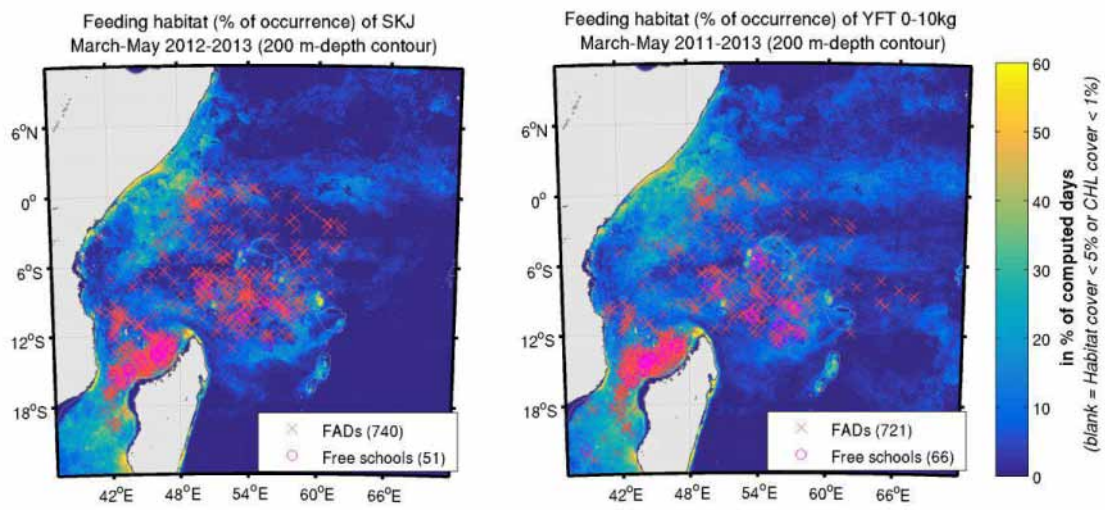 Feeding habitat (% of occurrence) of SKJ
March-May 2012-2013 (200 m-depth contour)
6°N
0°
6°S
12°S
18°S
42°E
48°E
54°E
60°E
66°E
FADs (740)
Free schools (51)
Feeding habitat (% of occurrence) of YFT 0-10kg
March-May 2011-2013 (200 m-depth contour)
6°N
0°
6°S
12°S
18°S
42°E
48°E
54°E
60°E
66°E
FADs (721)
Free schools (66)
60
50
40
30
20
10
0
in % of computed days
(blank = Habitat cover < 5% or CHL cover < 1%)